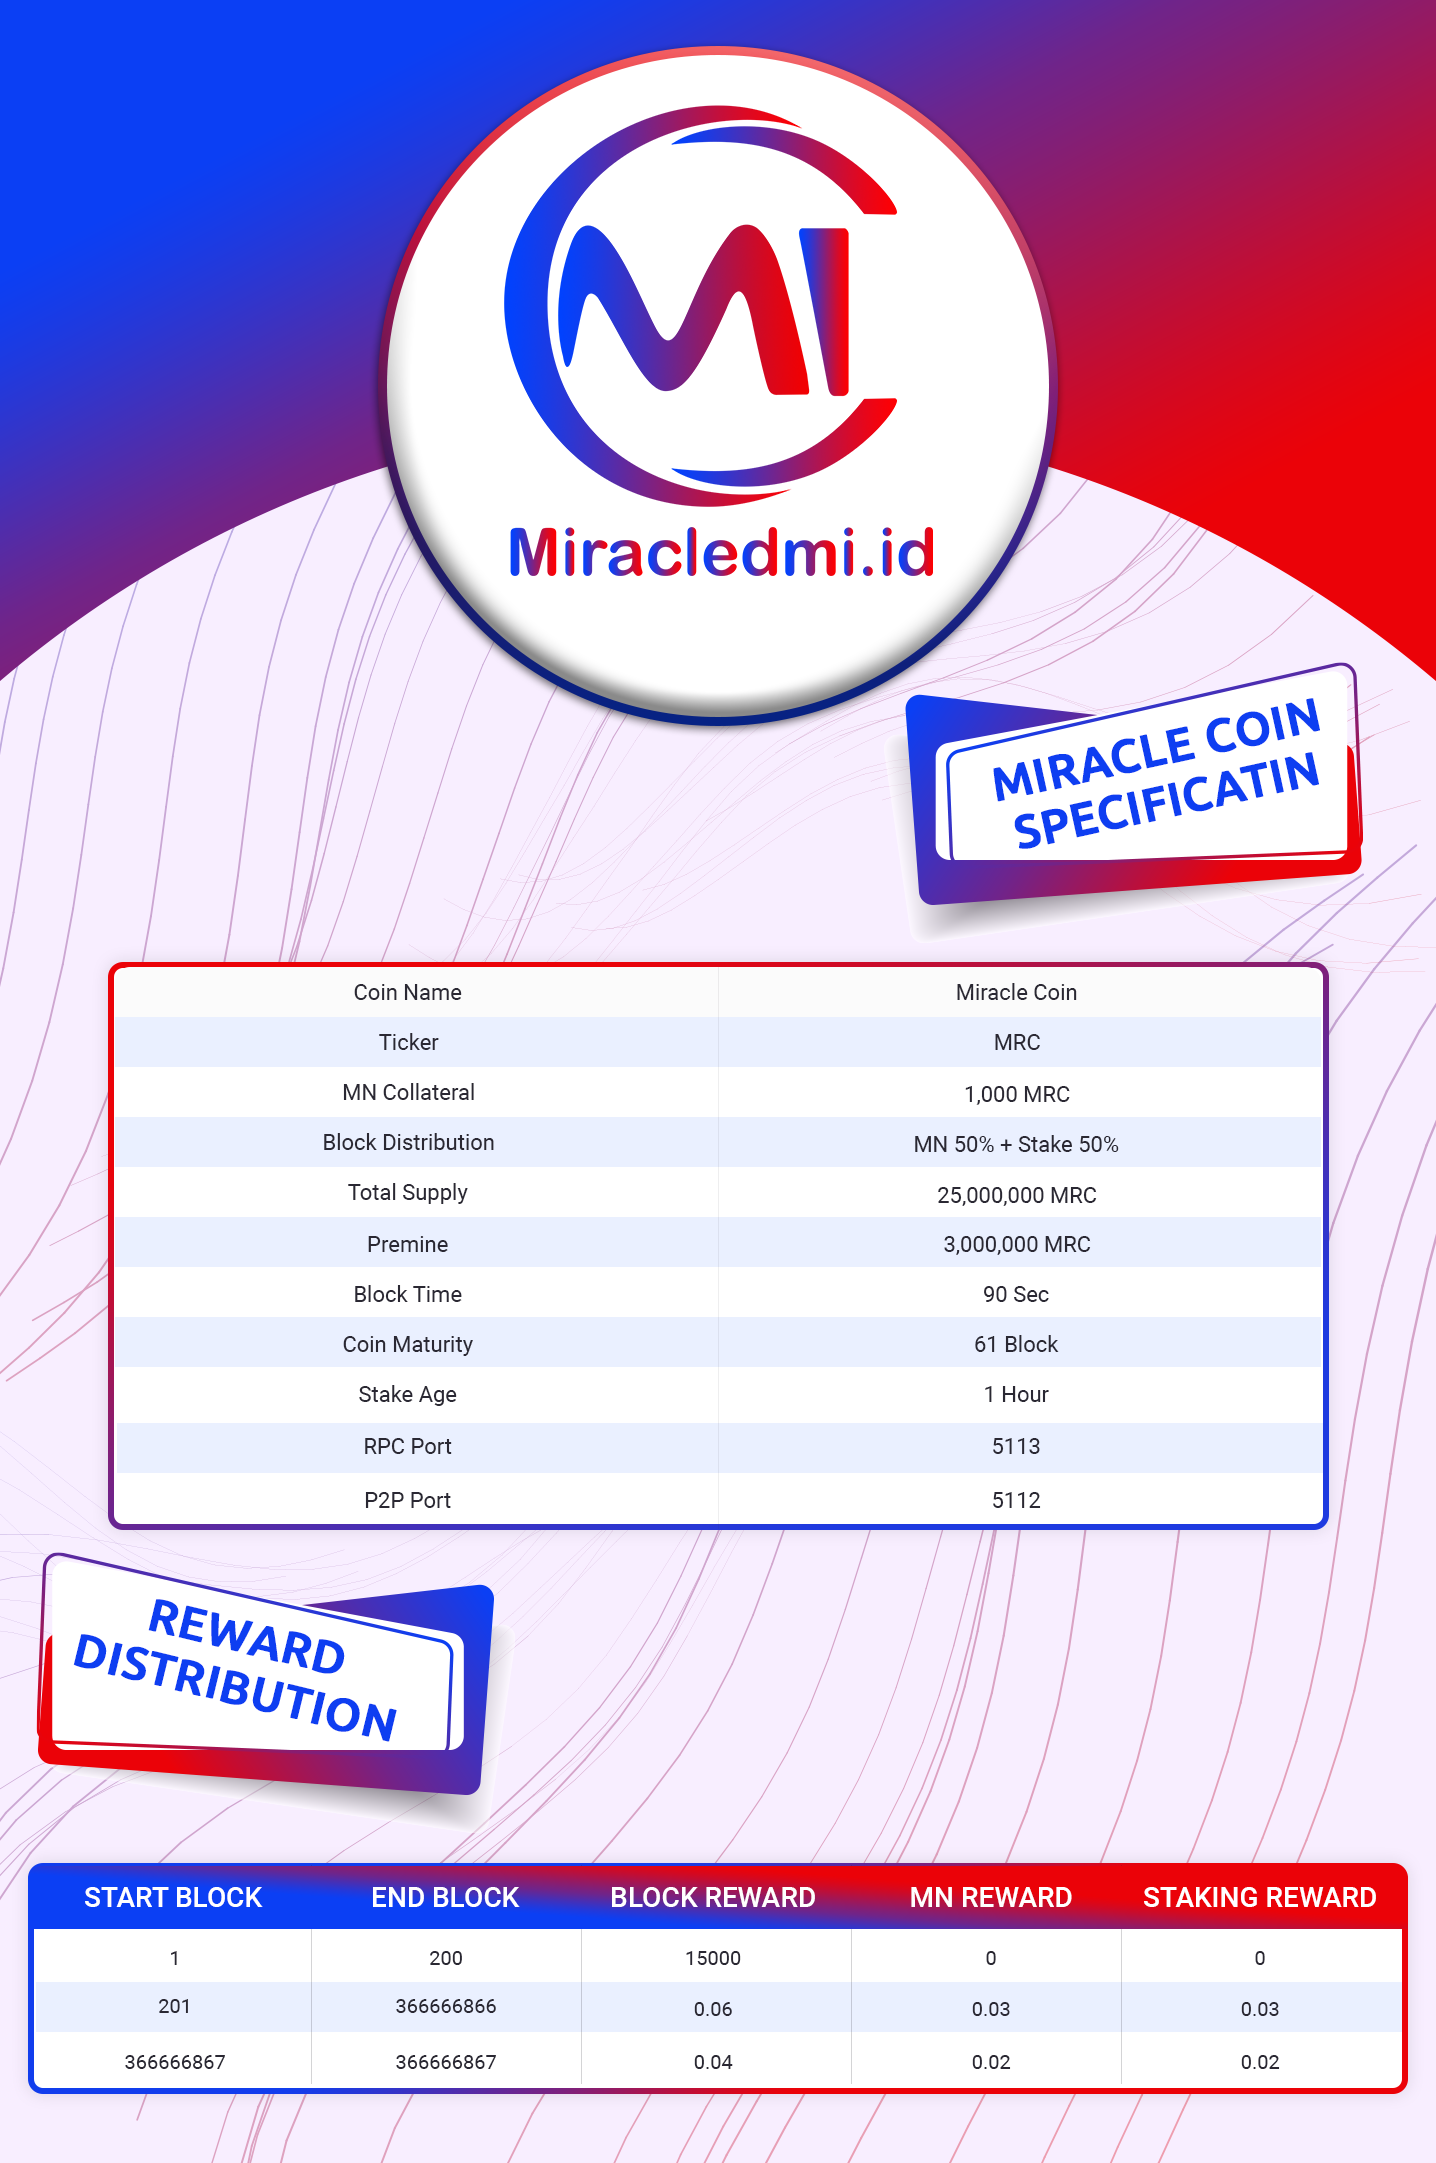 MI
Miracledmi.id
MIRACLE COIN
SPECIFICATIN
Coin Name Miracle Coin
Ticker MRC
MN Collateral 1,000 MRC
Block Distribution MN 50% + Stake 50%
Total Supply 25,000,000 MRC
Premine 3,000,000 MRC
Block Time 90 Sec
Coin Maturity 61 Block
Stake Age 1 Hour
RPC Port 5113
P2P Port 5112
REWARD
DISTRIBUTION
START BLOCK END BLOCK BLOCK REWARD MN REWARD STAKING REWARD
1 200 15000 0 0
201 366666866 0.06 0.03 0.03
366666867 366666867 0.04 0.02 0.02